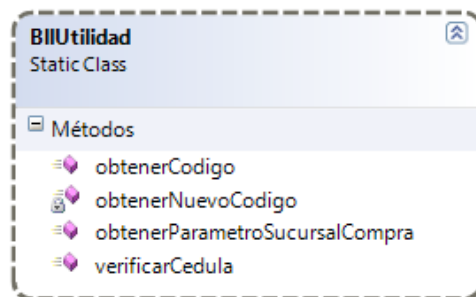 BllUtilidad
Static Class
Métodos
obtenerCodigo
obtenerNuevoCodigo
obtenerParametroSucursalCompra
verificarCedula